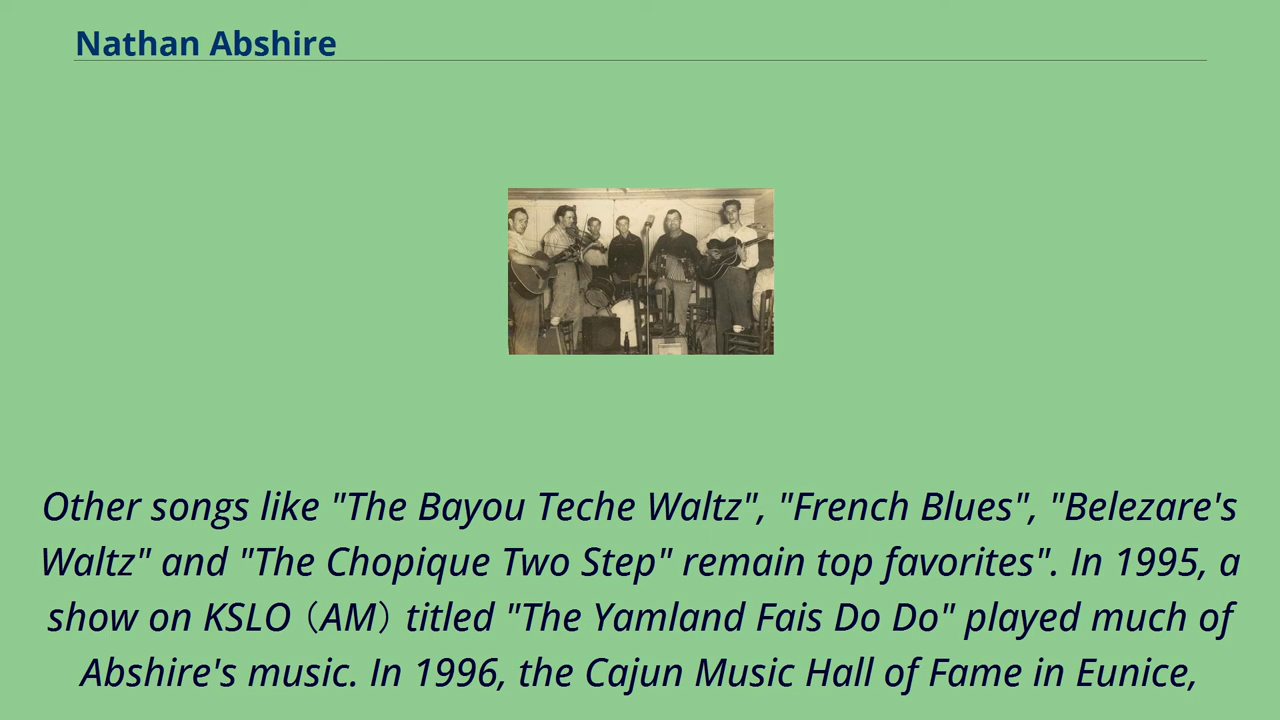 Nathan Abshire
Other songs like "The Bayou Teche Waltz", "French Blues", "Belezare's
Waltz" and "The Chopique Two Step" remain top favorites". In 1995, a
show on KSLO（AM）titled "The Yamland Fais Do Do" played much of
Abshire's music. In 1996, the Cajun Music Hall of Fame in Eunice,